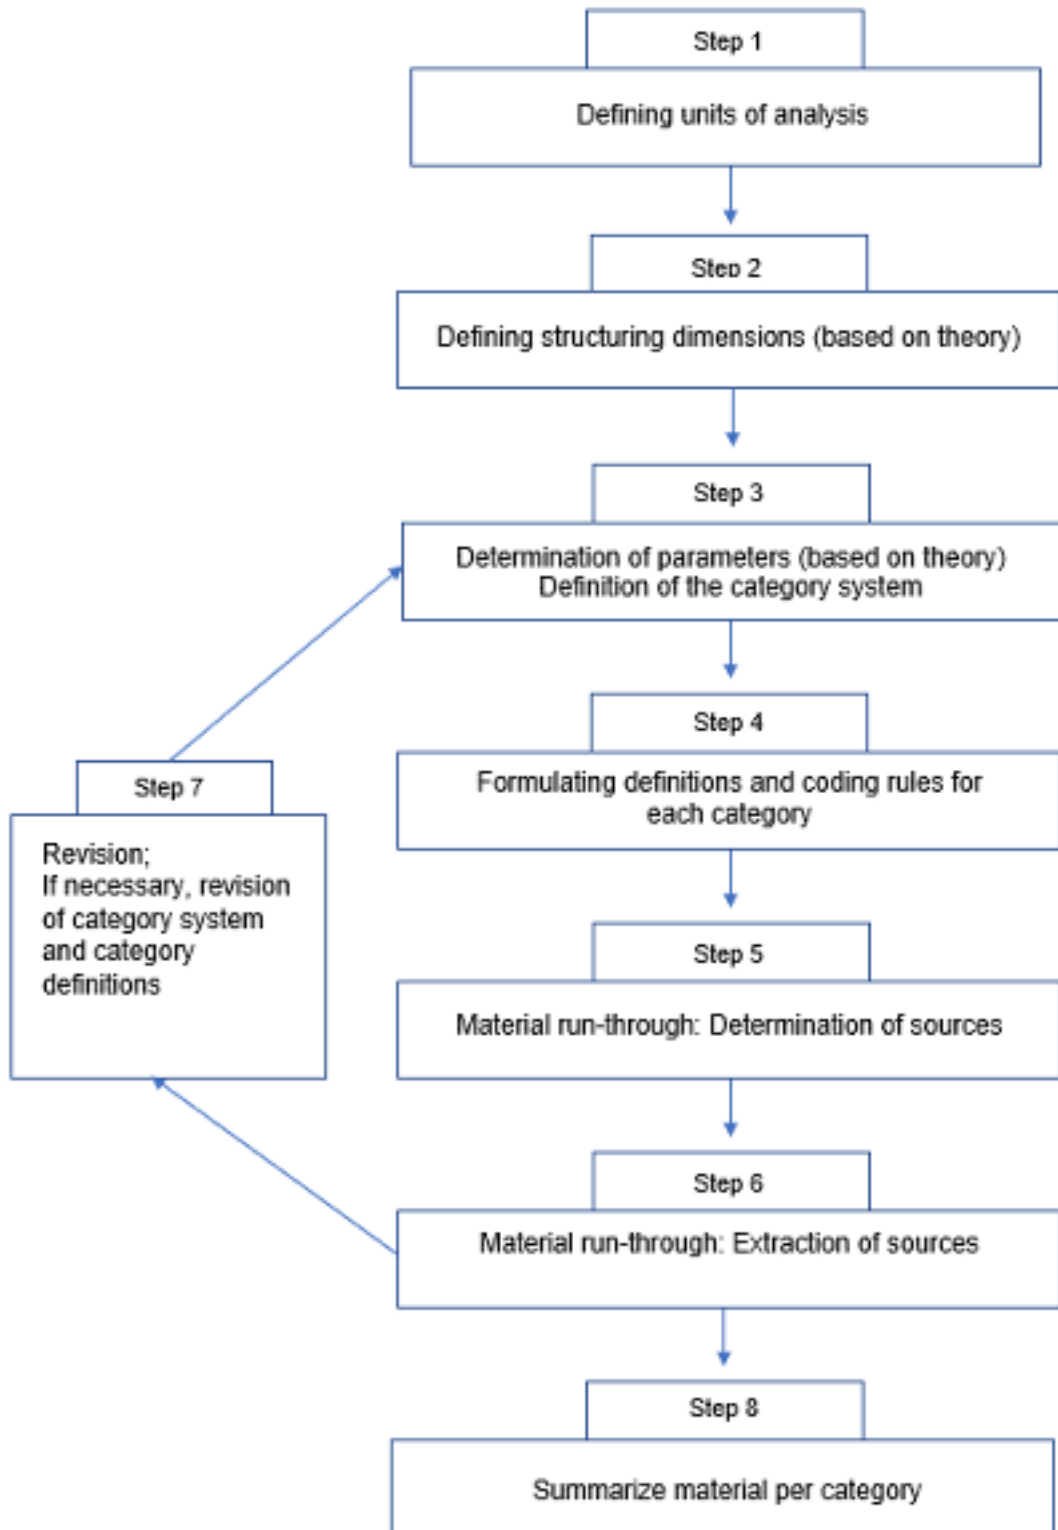 Step 1
Defining units of analysis
Step 2
Defining structuring dimensions (based on theory)
Step 3
Determination of parameters (based on theory)
Definition of the category system
Step 4
Formulating definitions and coding rules for
each category
Step 5
Material run-through: Determination of sources
Step 6
Material run-through: Extraction of sources
Step 7
Revision;
If necessary, revision
of category system
and category
definitions
Step 8
Summarize material per category